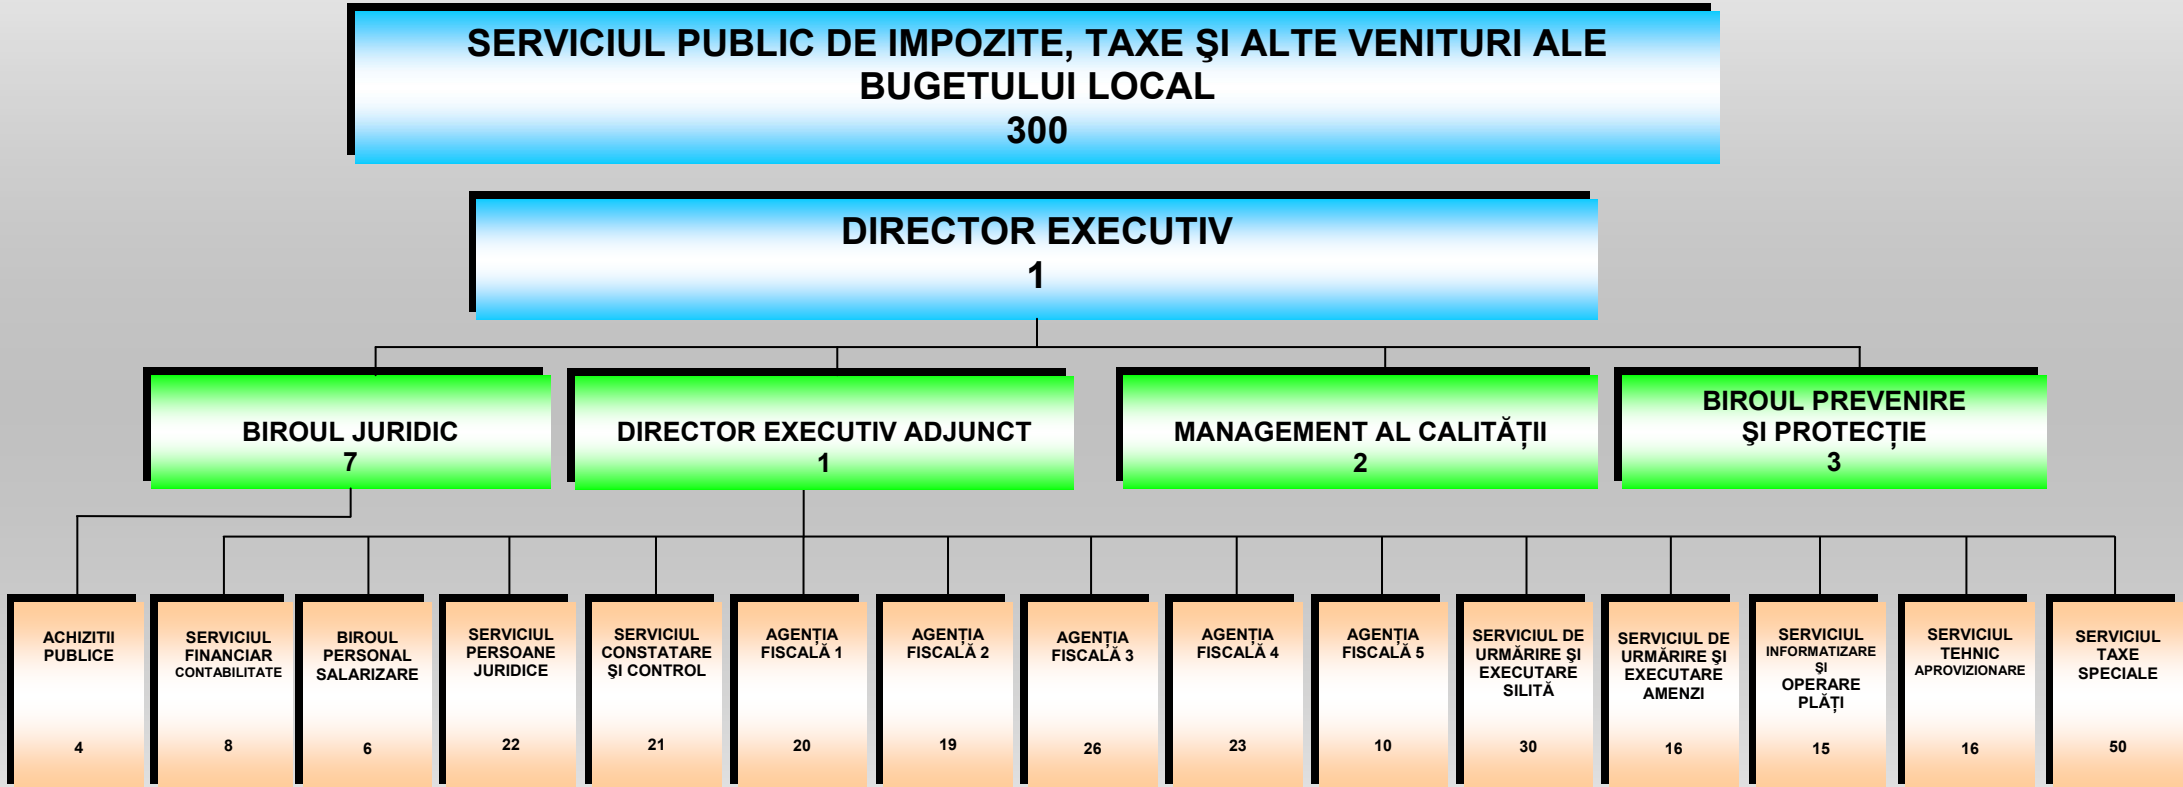 SERVICIUL PUBLIC DE IMPOZITE, TAXE ŞI ALTE VENITURI ALE
BUGETULUI LOCAL
300
DIRECTOR EXECUTIV
1
BIROUL JURIDIC
7
DIRECTOR EXECUTIV ADJUNCT
1
MANAGEMENT AL CALITĂȚII
2
BIROUL PREVENIRE
ŞI PROTECȚIE
3
ACHIZITII
PUBLICE
4
SERVICIUL
FINANCIAR
CONTABILITATE
8
BIROUL
PERSONAL
SALARIZARE
6
SERVICIUL
PERSOANE
JURIDICE
22
SERVICIUL
CONSTATARE
ŞI CONTROL
21
AGENȚIA
FISCALĂ 1
20
AGENȚIA
FISCALĂ 2
19
AGENȚIA
FISCALĂ 3
26
AGENȚIA
FISCALĂ 4
23
AGENȚIA
FISCALĂ 5
10
SERVICIUL DE
URMĂRIRE ŞI
EXECUTARE
SILITĂ
30
SERVICIUL DE
URMĂRIRE ŞI
EXECUTARE
AMENZI
16
SERVICIUL
INFORMATIZARE
ŞI
OPERARE
PLĂȚI
15
SERVICIUL
TEHNIC
APROVIZIONARE
16
SERVICIUL
TAXE
SPECIALE
50